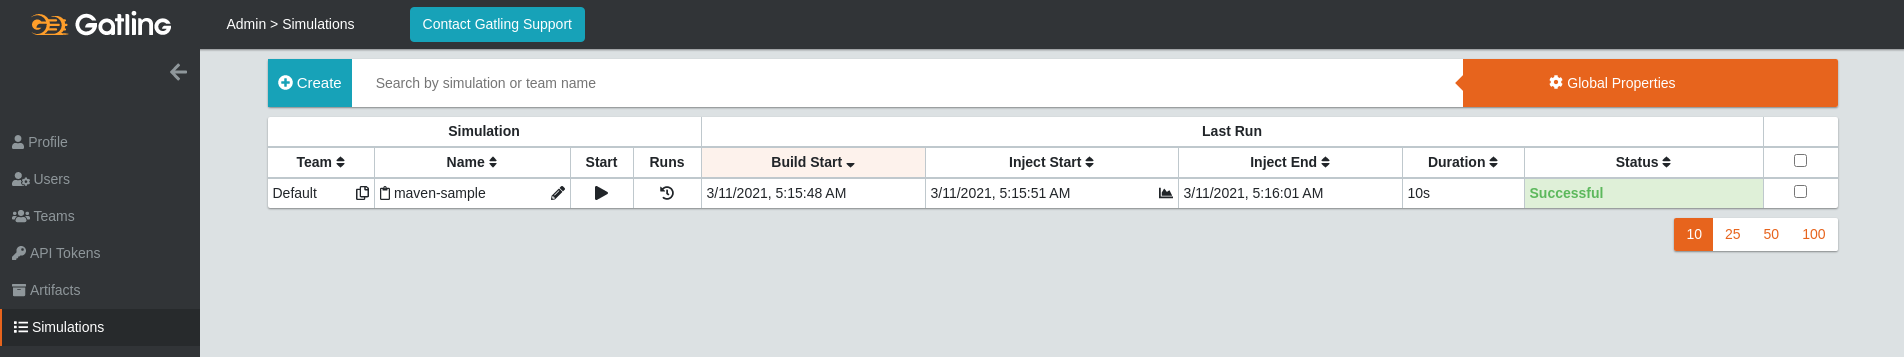 Gatling
Admin > Simulations
Contact Gatling Support
Profile
Users
Teams
API Tokens
Artifacts
Simulations
Create
Search by simulation or team name
Global Properties
Simulation Last Run
Team Name Start Runs Build Start Inject Start Inject End Duration Status
Default maven-sample 3/11/2021, 5:15:48 AM 3/11/2021, 5:15:51 AM 3/11/2021, 5:16:01 AM 10s Successful
10 25 50 100